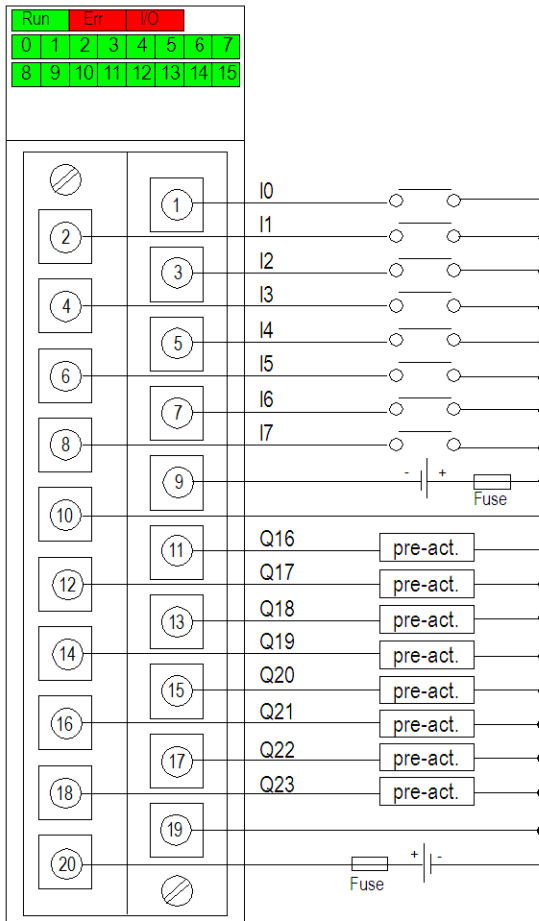 Run Err I/O
0 1 2 3 4 5 6 7
8 9 10 11 12 13 14 15
1 I0
2 I1
3 I2
4 I3
5 I4
6 I5
7 I6
8 I7
9 - +
Fuse
10
11 Q16 pre-act.
12 Q17 pre-act.
13 Q18 pre-act.
14 Q19 pre-act.
15 Q20 pre-act.
16 Q21 pre-act.
17 Q22 pre-act.
18 Q23 pre-act.
19
20 + -
Fuse